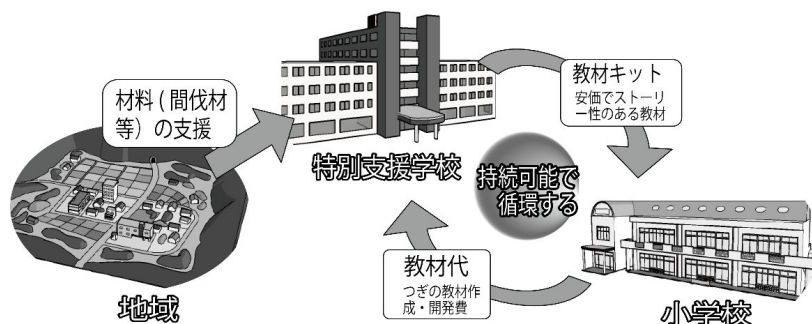 材料(間伐材
等)の支援
地域
特別支援学校
教材キット
安価でストーリ
ー性のある教材
持続可能で
循環する
教材代
つぎの教材作
成・開発費
小学校